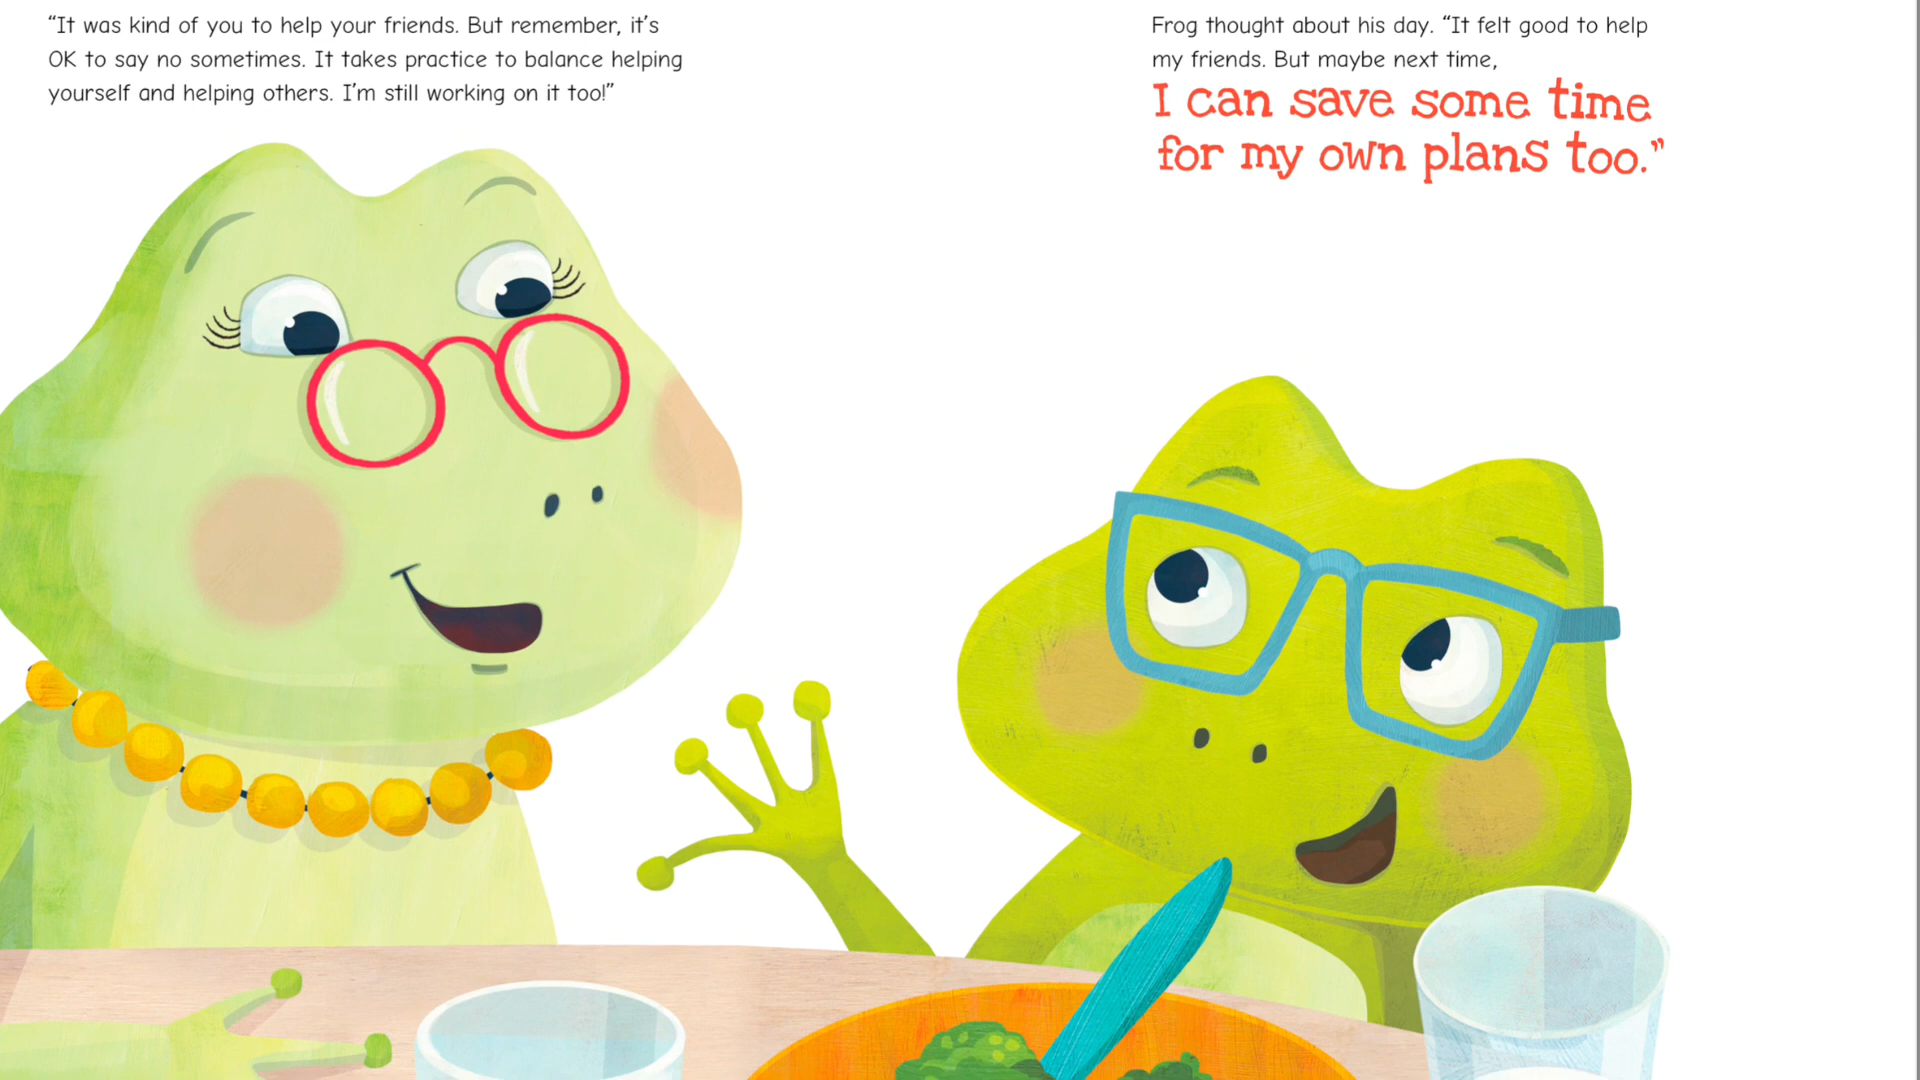 “It was kind of you to help your friends. But remember, it’s
OK to say no sometimes. It takes practice to balance helping
yourself and helping others. I’m still working on it too!”
Frog thought about his day. “It felt good to help
my friends. But maybe next time,
I can save some time
for my own plans too.”